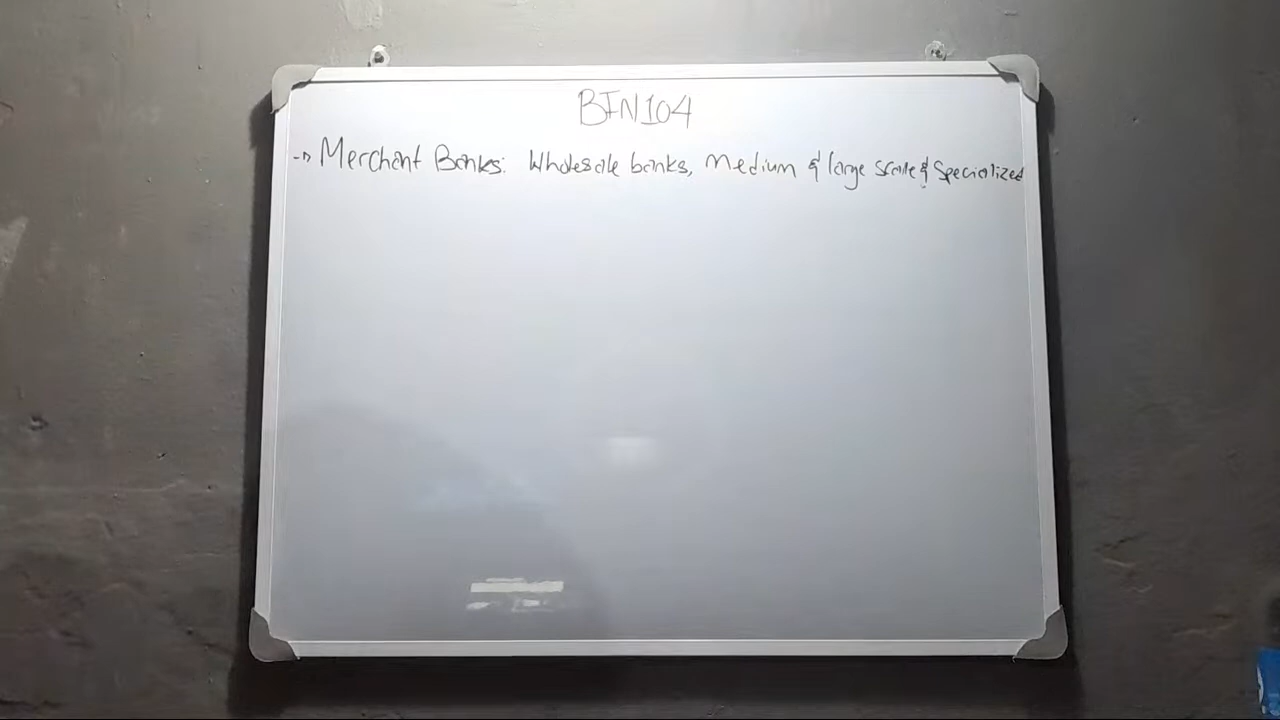 BFN104
-> Merchant Banks: Wholesale banks, Medium & large scale & Specialized